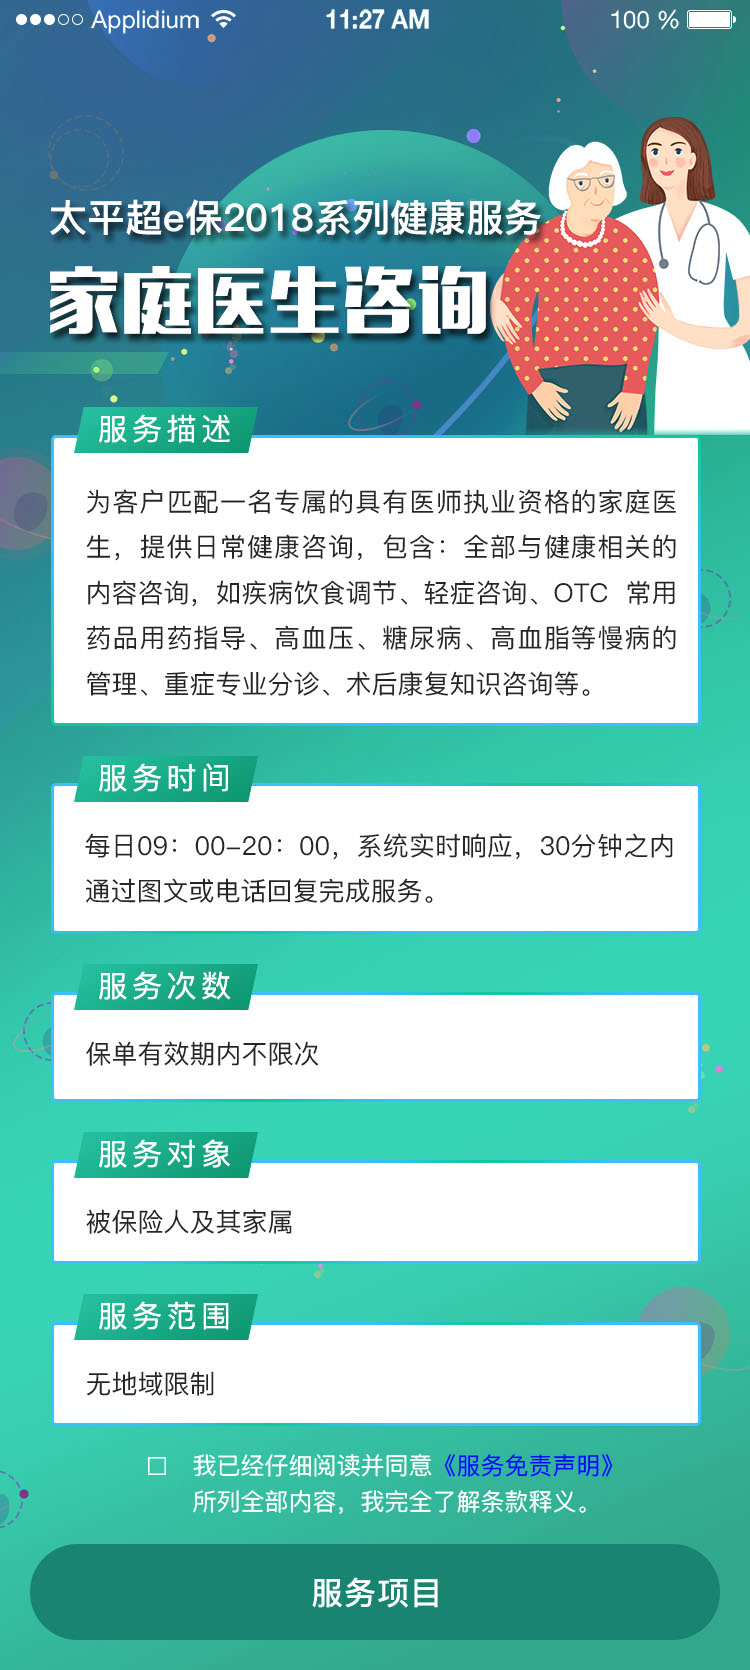 Applidium 11:27 AM 100 %
太平超e保2018系列健康服务
家庭医生咨询
服务描述
为客户匹配一名专属的具有医师执业资格的家庭医
生，提供日常健康咨询，包含：全部与健康相关的
内容咨询，如疾病饮食调节、轻症咨询、OTC 常用
药品用药指导、高血压、糖尿病、高血脂等慢病的
管理、重症专业分诊、术后康复知识咨询等。
服务时间
每日09：00-20：00，系统实时响应，30分钟之内
通过图文或电话回复完成服务。
服务次数
保单有效期内不限次
服务对象
被保险人及其家属
服务范围
无地域限制
我已经仔细阅读并同意《服务免责声明》
所列全部内容，我完全了解条款释义。
服务项目